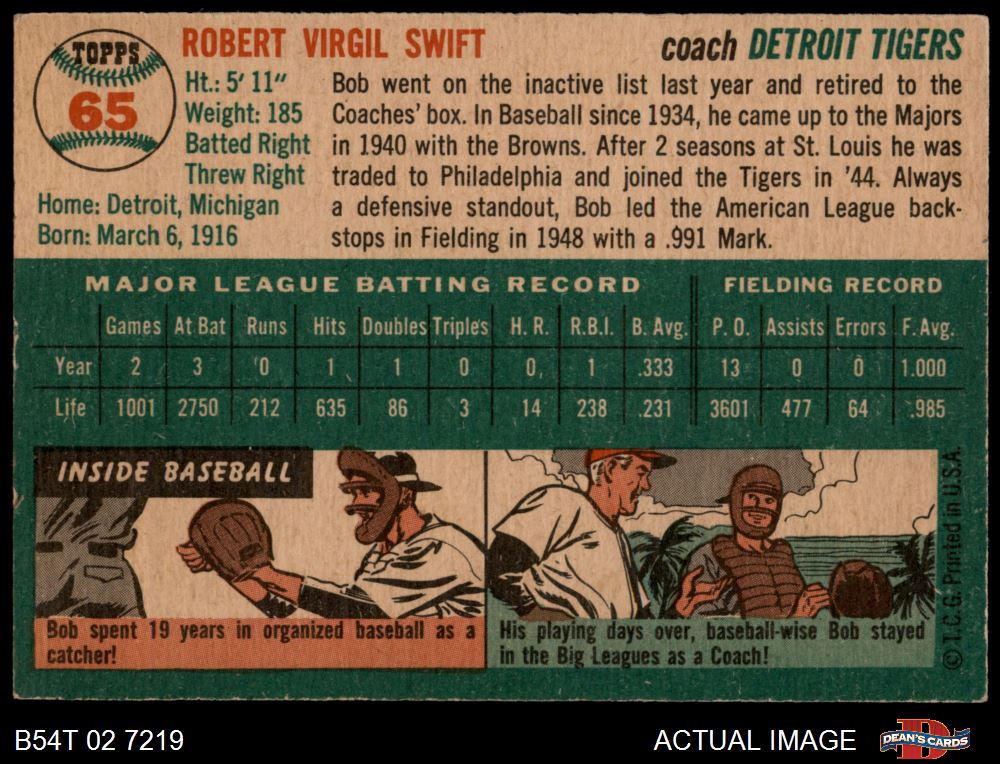 TOPPS
65
ROBERT VIRGIL SWIFT
coach DETROIT TIGERS
Ht.: 5' 11"
Weight: 185
Batted Right
Threw Right
Home: Detroit, Michigan
Born: March 6, 1916
Bob went on the inactive list last year and retired to the
Coaches' box. In Baseball since 1934, he came up to the Majors
in 1940 with the Browns. After 2 seasons at St. Louis he was
traded to Philadelphia and joined the Tigers in '44. Always
a defensive standout, Bob led the American League back-
stops in Fielding in 1948 with a .991 Mark.
MAJOR LEAGUE BATTING RECORD FIELDING RECORD
Games At Bat Runs Hits Doubles Triples H. R. R.B.I. B. Avg. P. O. Assists Errors F. Avg.
Year 2 3 0 1 1 0 0 1 .333 13 0 0 1.000
Life 1001 2750 212 635 86 3 14 238 .231 3601 477 64 .985
INSIDE BASEBALL
Bob spent 19 years in organized baseball as a
catcher!
His playing days over, baseball-wise Bob stayed
in the Big Leagues as a Coach!
© T.C.G. Printed in U.S.A.
B54T 02 7219
ACTUAL IMAGE
D
DEAN'S CARDS